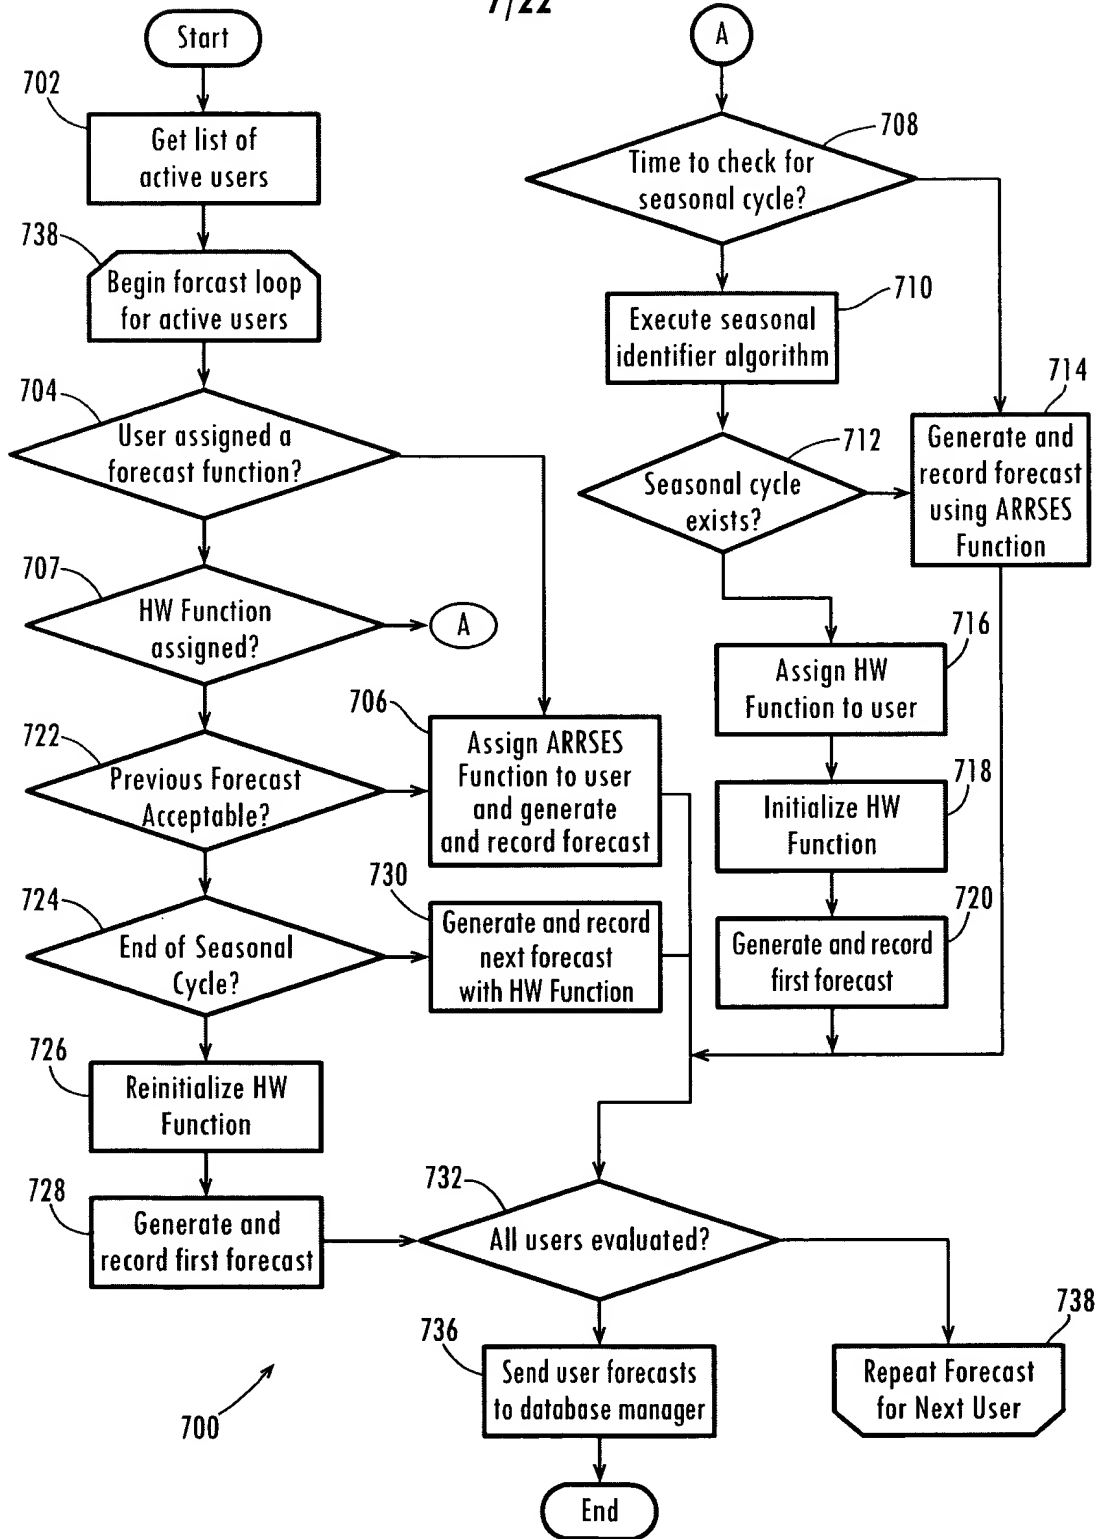 7/22
Start
702
Get list of
active users
738
Begin forcast loop
for active users
704
User assigned a
forecast function?
707
HW Function
assigned?
A
722
Previous Forecast
Acceptable?
706
Assign ARRSES
Function to user
and generate
and record forecast
724
End of Seasonal
Cycle?
730
Generate and record
next forecast
with HW Function
726
Reinitialize HW
Function
728
Generate and
record first forecast
A
708
Time to check for
seasonal cycle?
710
Execute seasonal
identifier algorithm
712
Seasonal cycle
exists?
714
Generate and
record forecast
using ARRSES
Function
716
Assign HW
Function to user
718
Initialize HW
Function
720
Generate and record
first forecast
732
All users evaluated?
736
Send user forecasts
to database manager
738
Repeat Forecast
for Next User
End
700